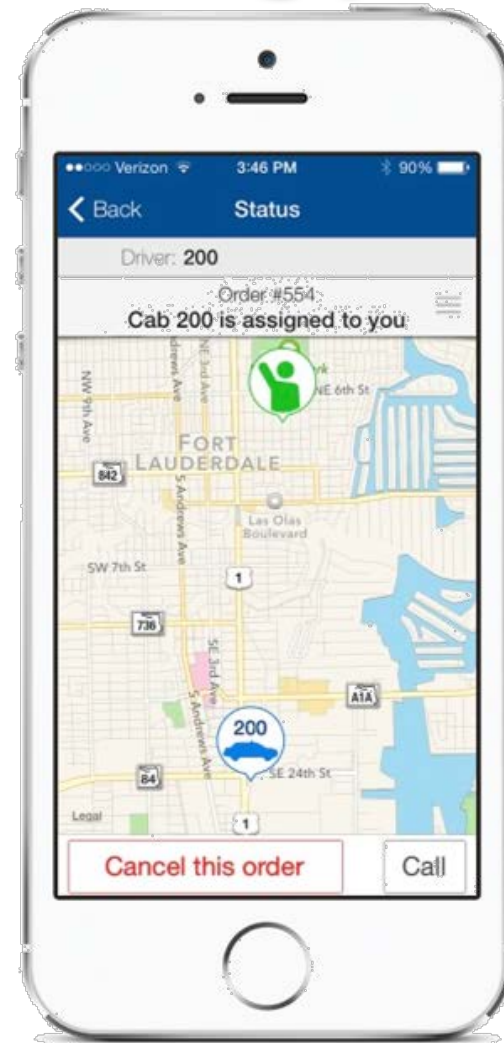 Verizon 3:46 PM 90%
Back Status
Driver: 200
Order #554:
Cab 200 is assigned to you
NW 9th Ave
Andrews Ave
NE 3rd Ave
NE 6th St
FORT
LAUDERDALE
842
S Andrews Ave
Las Olas
Boulevard
SW 7th St
1
736
SE 3rd Ave
A1A
S Andrews Ave
200
84
SE 24th St
Legal
1
Cancel this order Call